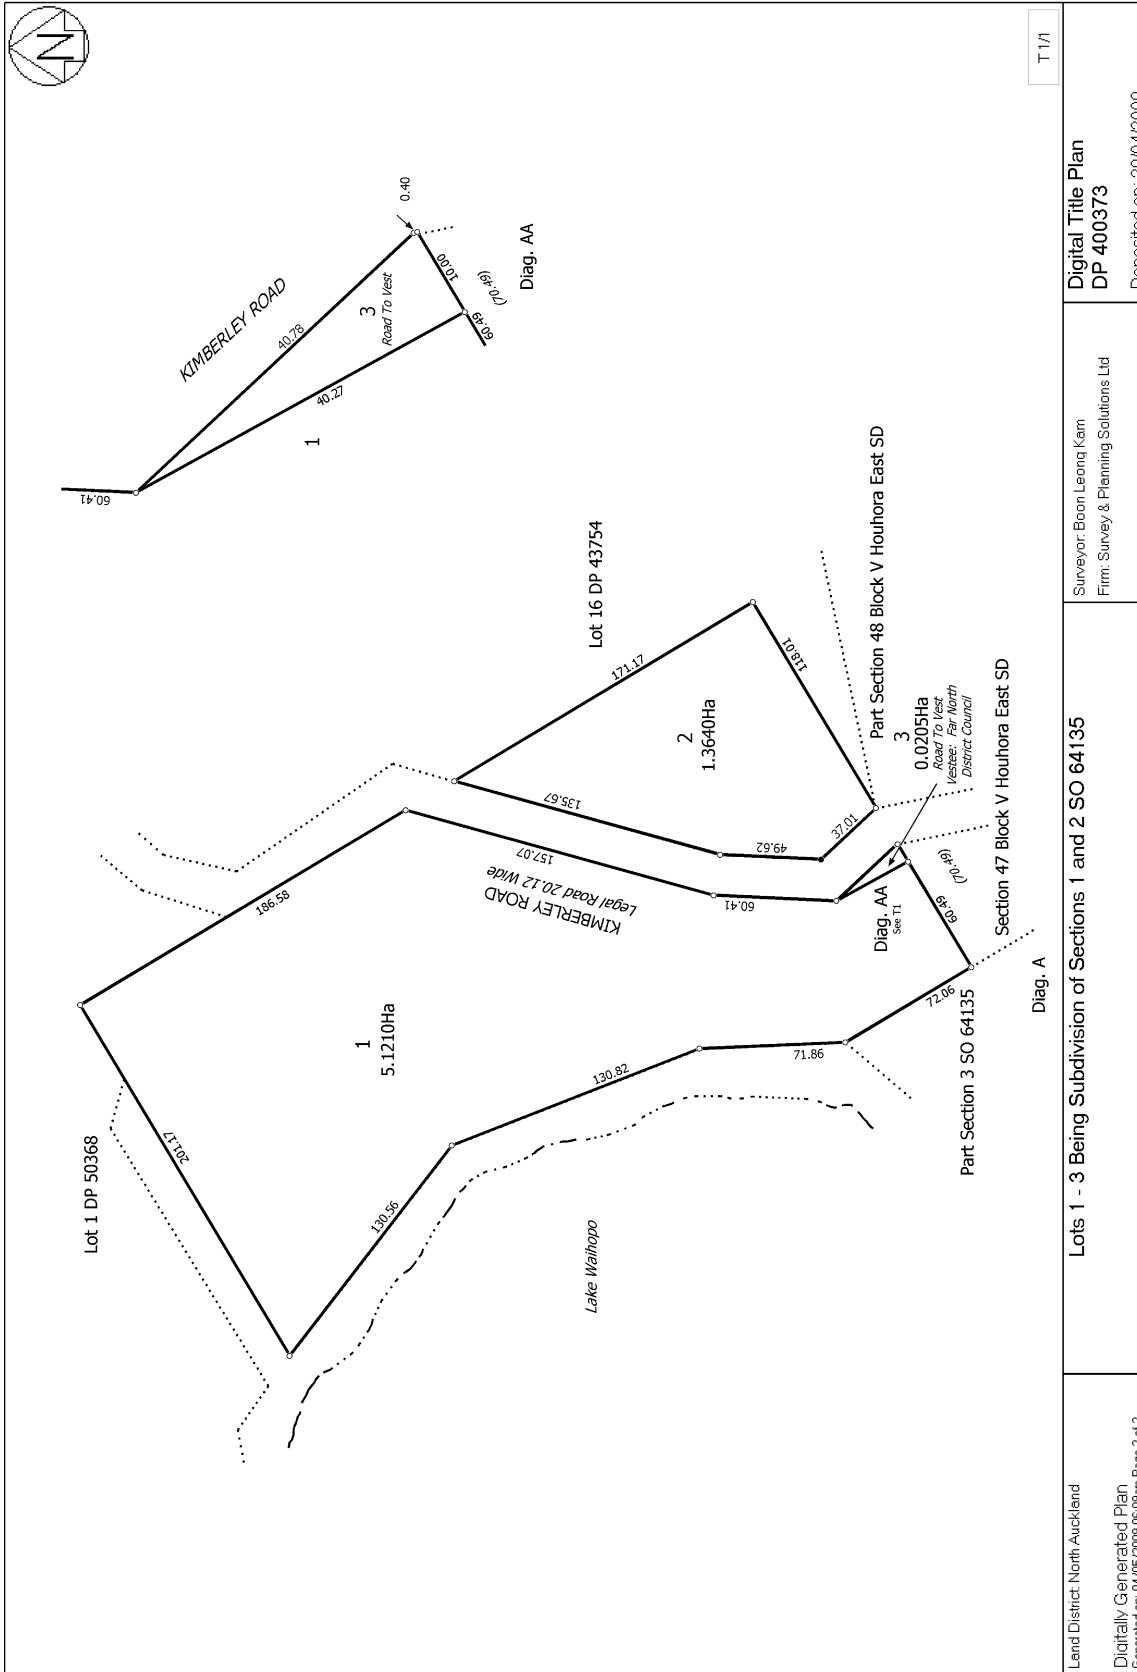 N
T 1/1
KIMBERLEY ROAD
0.40
40.78
3
Road To Vest
10.00
(70.49)
60.49
40.27
1
60.41
Diag. AA
Lot 1 DP 50368
201.17
186.58
1
5.1210Ha
130.56
130.82
71.86
72.06
Lake Waihopo
KIMBERLEY ROAD
Legal Road 20.12 Wide
157.07
60.41
135.67
49.62
37.01
171.17
118.01
Lot 16 DP 43754
2
1.3640Ha
Part Section 48 Block V Houhora East SD
3
0.0205Ha
Road To Vest
Vestee: Far North
District Council
Diag. AA
See T1
60.49
(70.49)
Section 47 Block V Houhora East SD
Part Section 3 SO 64135
Diag. A
Land District: North Auckland
Digitally Generated Plan
Lots 1 - 3 Being Subdivision of Sections 1 and 2 SO 64135
Surveyor: Boon Leong Kam
Firm: Survey & Planning Solutions Ltd
Digital Title Plan
DP 400373
Deposited on: